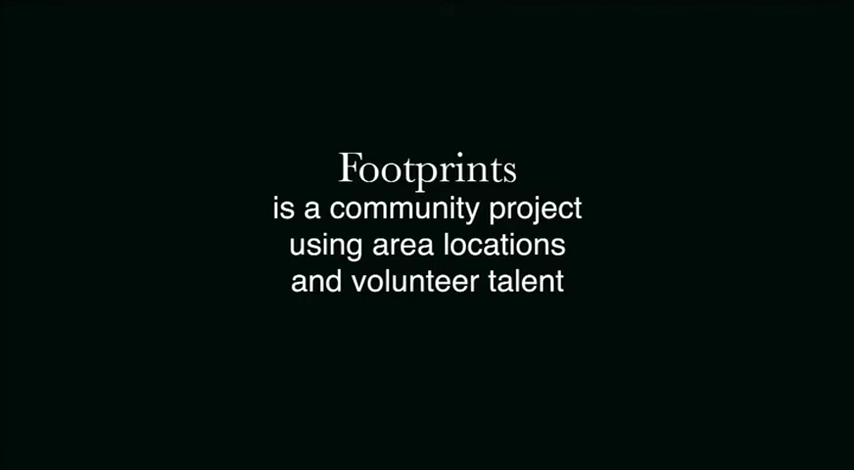 Footprints
is a community project
using area locations
and volunteer talent